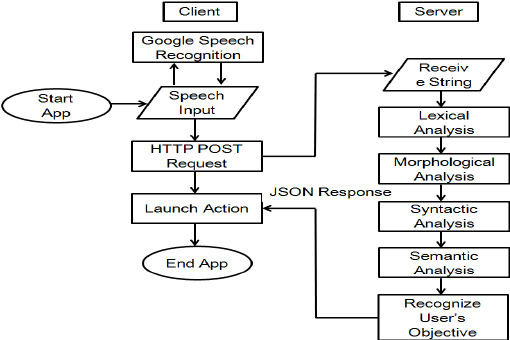 Client
Server
Google Speech
Recognition
Start
App
Speech
Input
HTTP POST
Request
JSON Response
Launch Action
End App
Receiv
e String
Lexical
Analysis
Morphological
Analysis
Syntactic
Analysis
Semantic
Analysis
Recognize
User's
Objective